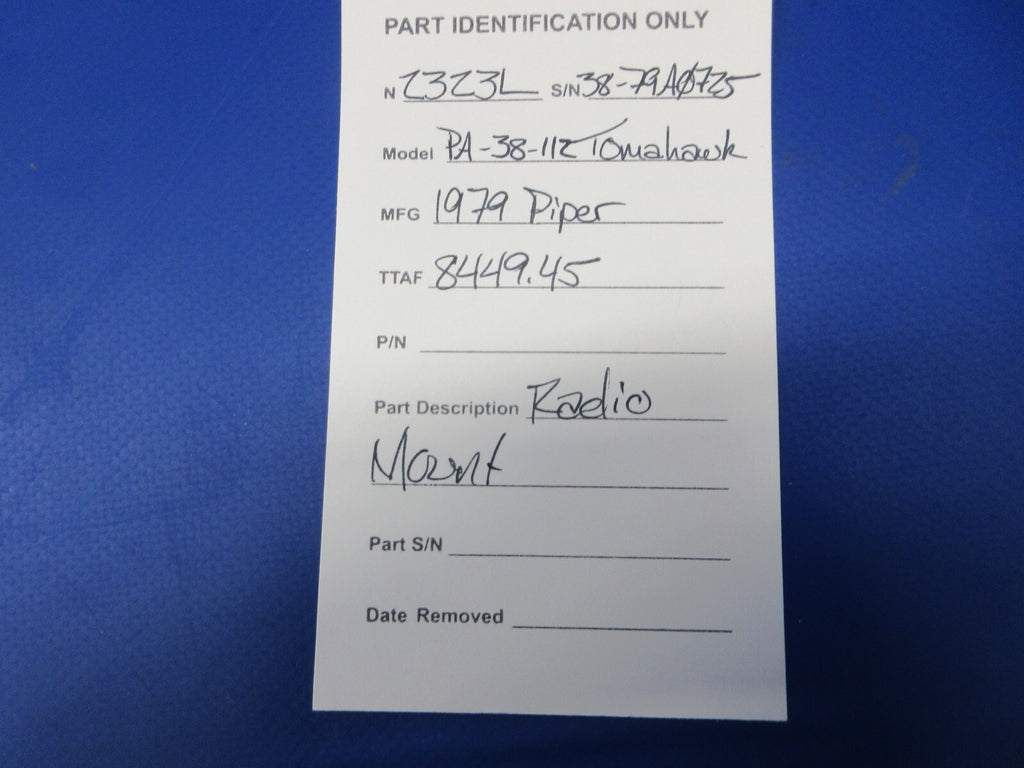 PART IDENTIFICATION ONLY
N 2323L S/N 38-79A0725
Model PA-38-112 Tomahawk
MFG 1979 Piper
TTAF 8449.45
P/N
Part Description Radio
Mount
Part S/N
Date Removed